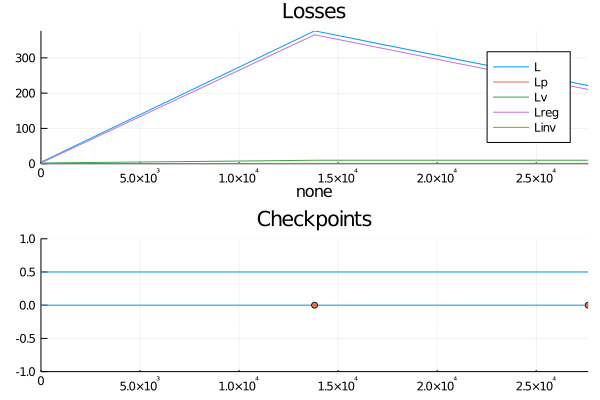 Losses
300
200
100
0
L
Lp
Lv
Lreg
Linv
0 5.0×10³ 1.0×10⁴ 1.5×10⁴ 2.0×10⁴ 2.5×10⁴
none
Checkpoints
1.0
0.5
0.0
-0.5
-1.0
0 5.0×10³ 1.0×10⁴ 1.5×10⁴ 2.0×10⁴ 2.5×10⁴